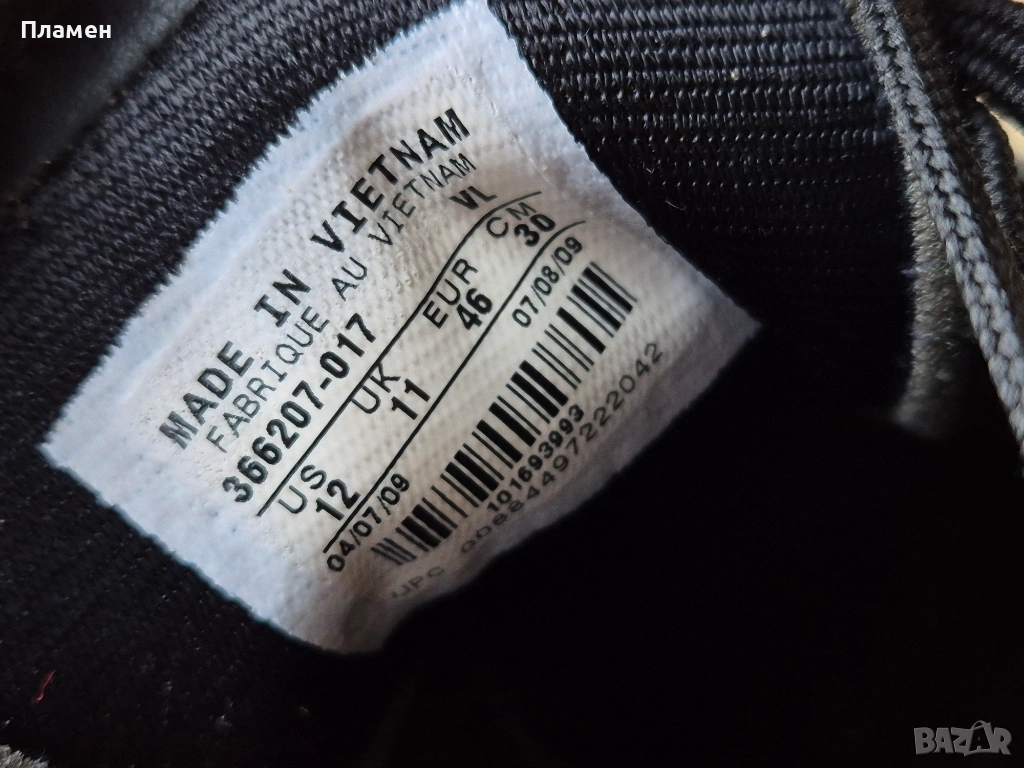 Пламен
MADE IN VIETNAM
FABRIQUE AU VIETNAM
366207-017 VL
US UK EUR CM
12 11 46 30
04/07/09 07/08/09
101693993
UPC 00884497222042
BAZAR